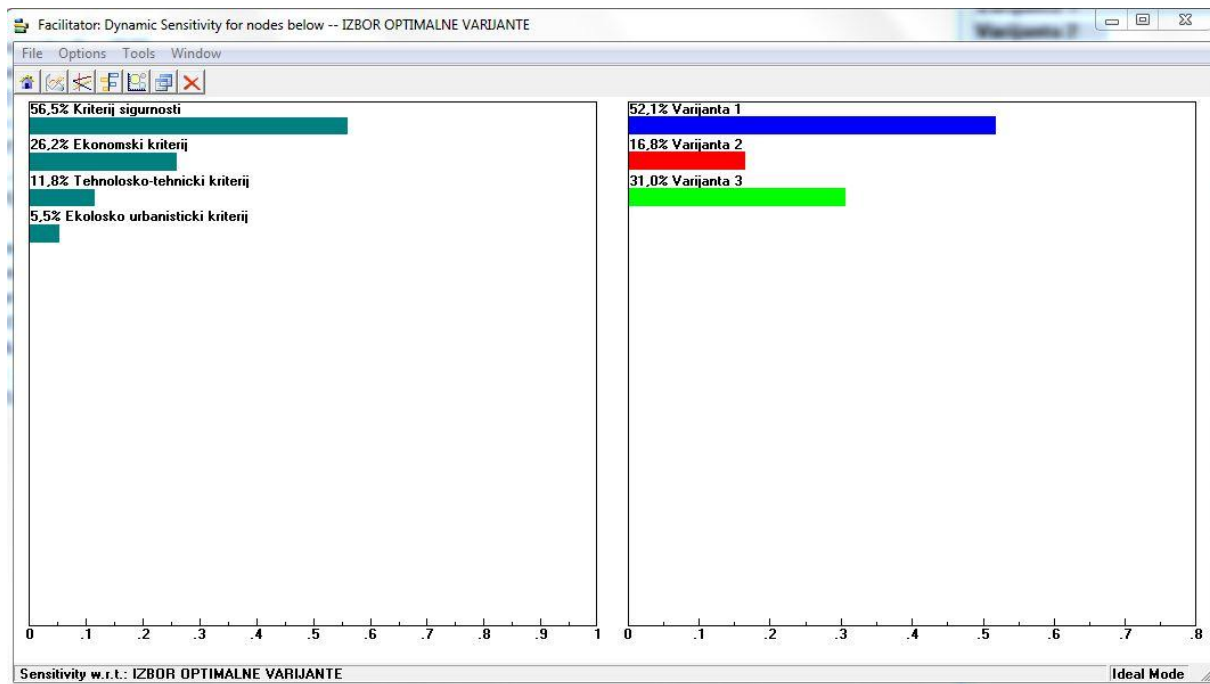 Facilitator: Dynamic Sensitivity for nodes below -- IZBOR OPTIMALNE VARIJANTE
Varijanta 2
File Options Tools Window
56,5% Kriterij sigurnosti
26,2% Ekonomski kriterij
11,8% Tehnolosko-tehnicki kriterij
5,5% Ekolosko urbanisticki kriterij
0 .1 .2 .3 .4 .5 .6 .7 .8 .9 1
52,1% Varijanta 1
16,8% Varijanta 2
31,0% Varijanta 3
0 .1 .2 .3 .4 .5 .6 .7 .8
Sensitivity w.r.t.: IZBOR OPTIMALNE VARIJANTE
Ideal Mode